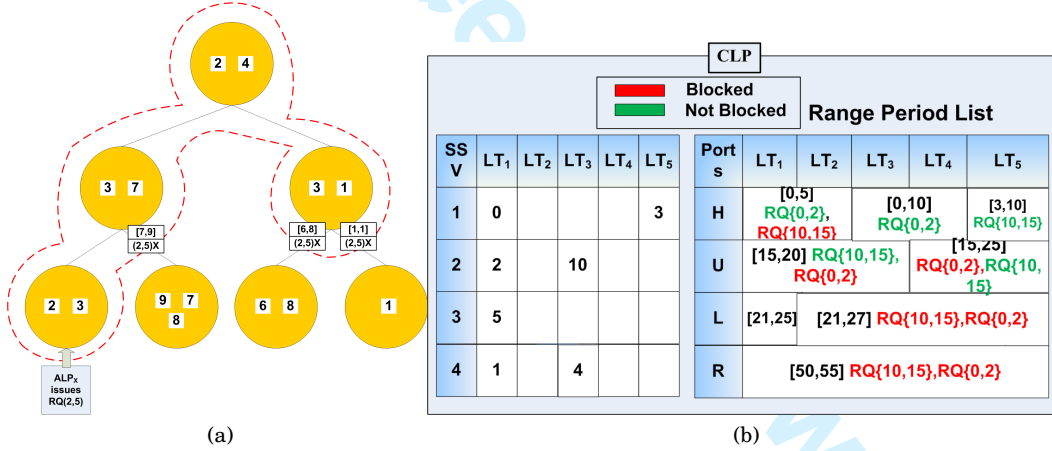 2 4
3 7
3 1
[7,9]
(2,5)X
[6,8]
(2,5)X
[1,1]
(2,5)X
2 3
9 7
8
6 8
1
ALPX
issues
RQ(2,5)
(a)
CLP
Blocked
Not Blocked
Range Period List
SS
V
LT1 LT2 LT3 LT4 LT5
1 0 3
2 2 10
3 5
4 1 4
Port
s
LT1 LT2 LT3 LT4 LT5
H
[0,5]
RQ{0,2},
RQ{10,15}
[0,10]
RQ{0,2}
[3,10]
RQ{10,15}
U
[15,20] RQ{10,15},
RQ{0,2}
[15,25]
RQ{0,2},RQ{10,
15}
L [21,25] [21,27] RQ{10,15},RQ{0,2}
R [50,55] RQ{10,15},RQ{0,2}
(b)